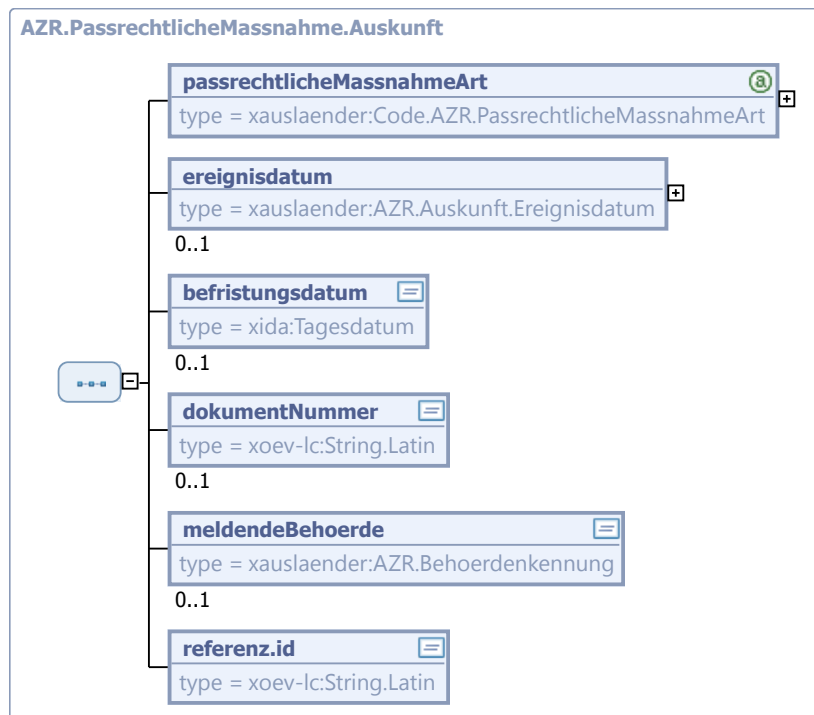 AZR.PassrechtlicheMassnahme.Auskunft
passrechtlicheMassnahmeArt
type = xauslaender:Code.AZR.PassrechtlicheMassnahmeArt
ereignisdatum
type = xauslaender:AZR.Auskunft.Ereignisdatum
0..1
befristungsdatum
type = xida:Tagesdatum
0..1
dokumentNummer
type = xoev-lc:String.Latin
0..1
meldendeBehoerde
type = xauslaender:AZR.Behoerdenkennung
0..1
referenz.id
type = xoev-lc:String.Latin